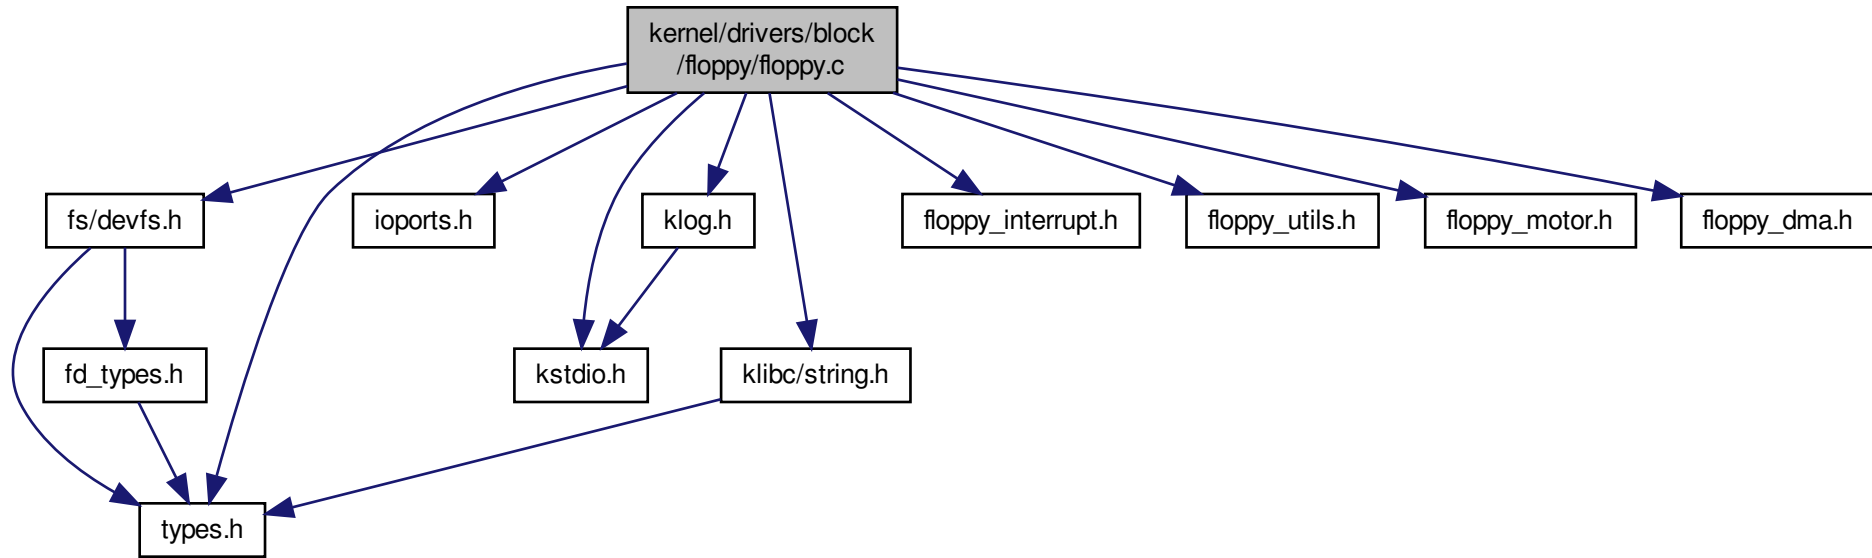 kernel/drivers/block
/floppy/floppy.c
fs/devfs.h
ioports.h
klog.h
floppy_interrupt.h
floppy_utils.h
floppy_motor.h
floppy_dma.h
fd_types.h
kstdio.h
klibc/string.h
types.h